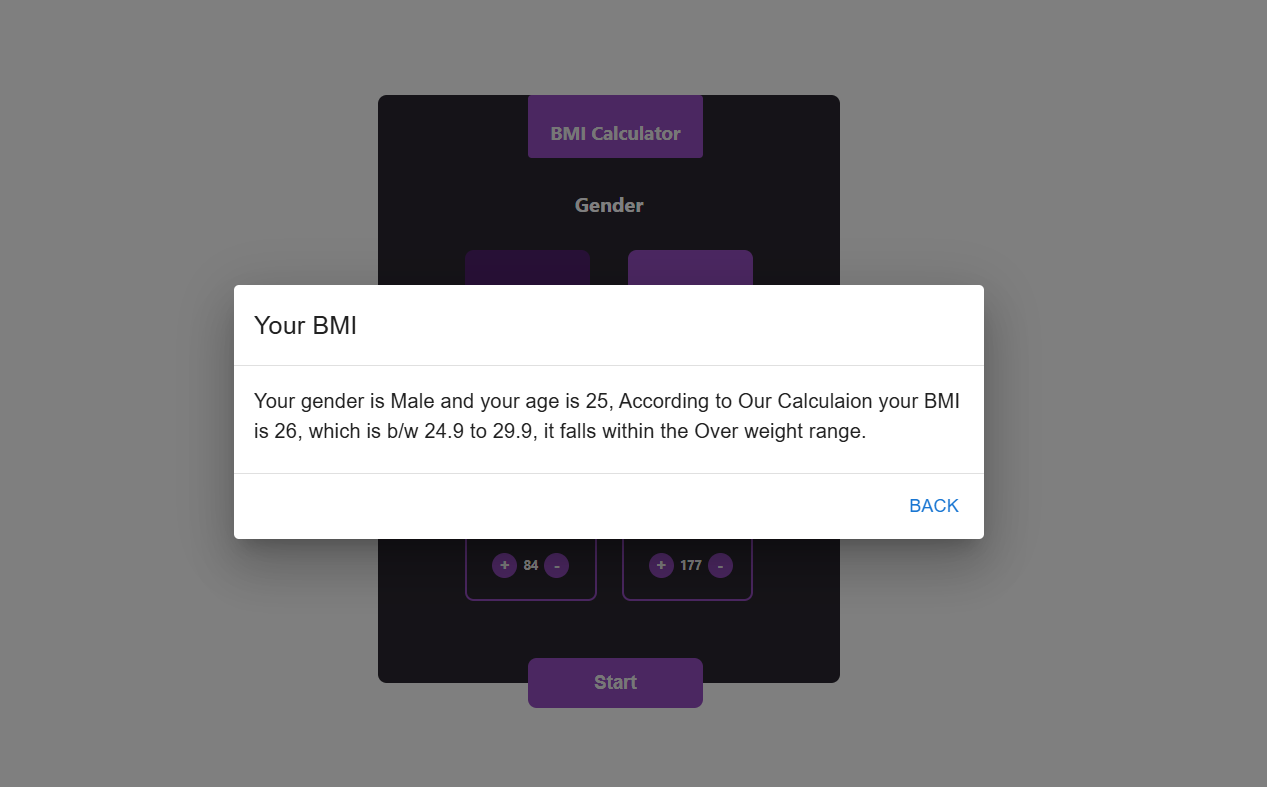 BMI Calculator
Gender
Your BMI
Your gender is Male and your age is 25, According to Our Calculaion your BMI
is 26, which is b/w 24.9 to 29.9, it falls within the Over weight range.
BACK
+ 84 - + 177 -
Start